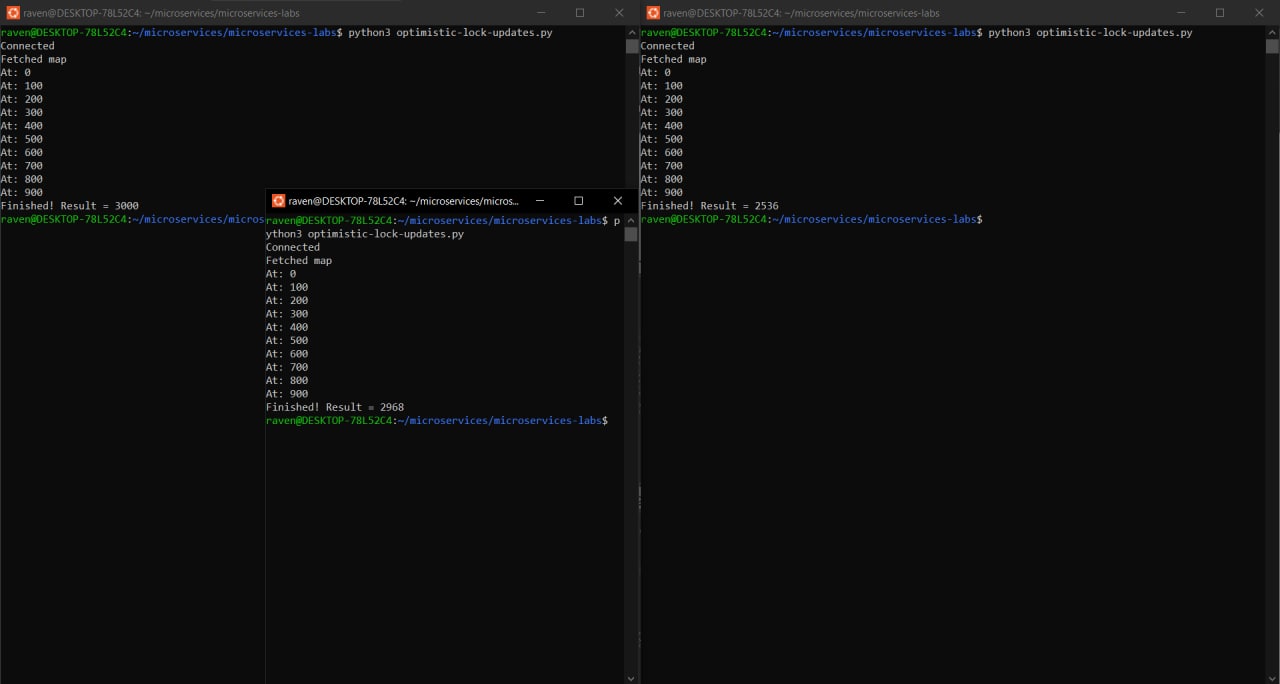 raven@DESKTOP-78L52C4: ~/microservices/microservices-labs
raven@DESKTOP-78L52C4:~/microservices/microservices-labs$ python3 optimistic-lock-updates.py
Connected
Fetched map
At: 0
At: 100
At: 200
At: 300
At: 400
At: 500
At: 600
At: 700
At: 800
At: 900
Finished! Result = 3000
raven@DESKTOP-78L52C4:~/microservices/micros
raven@DESKTOP-78L52C4: ~/microservices/micros...
raven@DESKTOP-78L52C4:~/microservices/microservices-labs$ p
ython3 optimistic-lock-updates.py
Connected
Fetched map
At: 0
At: 100
At: 200
At: 300
At: 400
At: 500
At: 600
At: 700
At: 800
At: 900
Finished! Result = 2968
raven@DESKTOP-78L52C4:~/microservices/microservices-labs$
raven@DESKTOP-78L52C4: ~/microservices/microservices-labs
raven@DESKTOP-78L52C4:~/microservices/microservices-labs$ python3 optimistic-lock-updates.py
Connected
Fetched map
At: 0
At: 100
At: 200
At: 300
At: 400
At: 500
At: 600
At: 700
At: 800
At: 900
Finished! Result = 2536
raven@DESKTOP-78L52C4:~/microservices/microservices-labs$